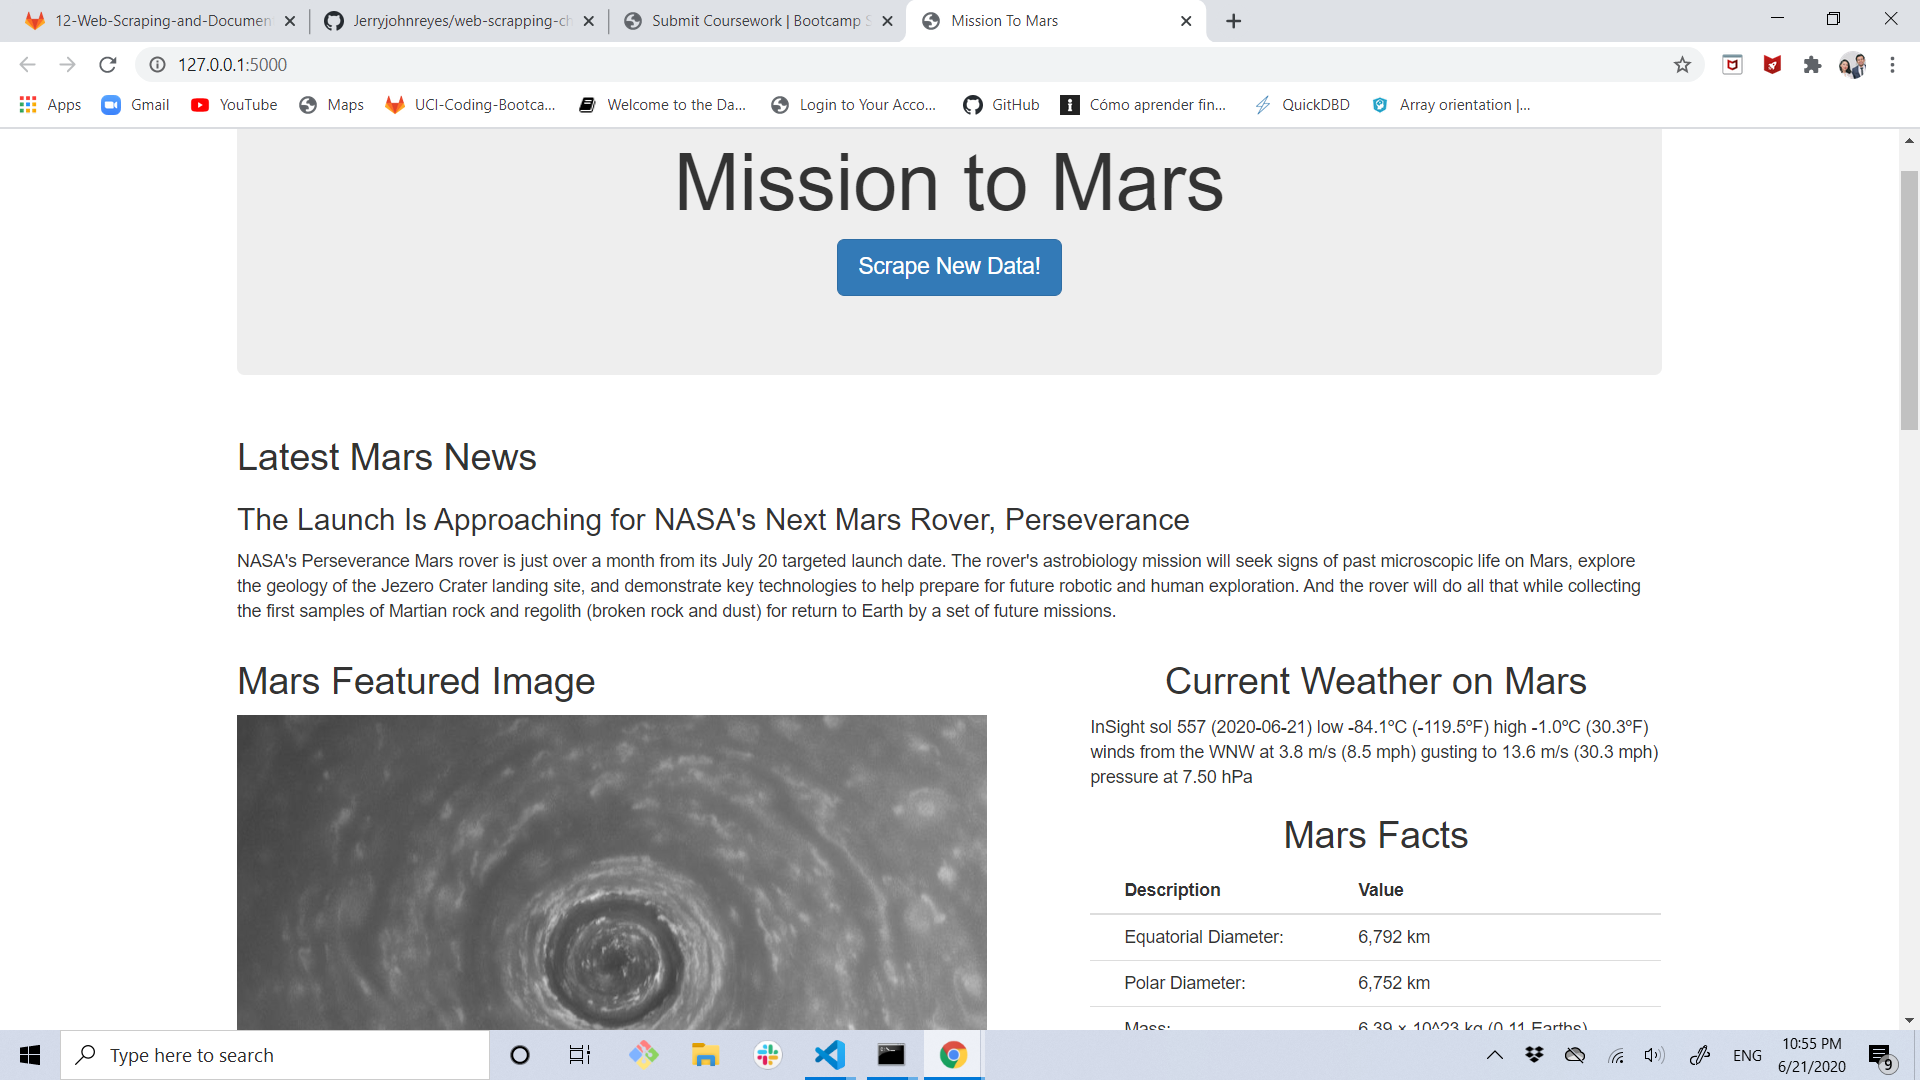 12-Web-Scraping-and-Document
Jerryjohnreyes/web-scrapping-ch
Submit Coursework | Bootcamp S
Mission To Mars
127.0.0.1:5000
Apps
Gmail
YouTube
Maps
UCI-Coding-Bootca...
Welcome to the Da...
Login to Your Acco...
GitHub
Cómo aprender fin...
QuickDBD
Array orientation |...
Mission to Mars
Scrape New Data!
Latest Mars News
The Launch Is Approaching for NASA's Next Mars Rover, Perseverance
NASA's Perseverance Mars rover is just over a month from its July 20 targeted launch date. The rover's astrobiology mission will seek signs of past microscopic life on Mars, explore
the geology of the Jezero Crater landing site, and demonstrate key technologies to help prepare for future robotic and human exploration. And the rover will do all that while collecting
the first samples of Martian rock and regolith (broken rock and dust) for return to Earth by a set of future missions.
Mars Featured Image
Current Weather on Mars
InSight sol 557 (2020-06-21) low -84.1ºC (-119.5ºF) high -1.0ºC (30.3ºF)
winds from the WNW at 3.8 m/s (8.5 mph) gusting to 13.6 m/s (30.3 mph)
pressure at 7.50 hPa
Mars Facts
Description Value
Equatorial Diameter: 6,792 km
Polar Diameter: 6,752 km
Mass: 6.39 × 10^23 kg (0.11 Earths)
Type here to search
ENG
10:55 PM
6/21/2020
9